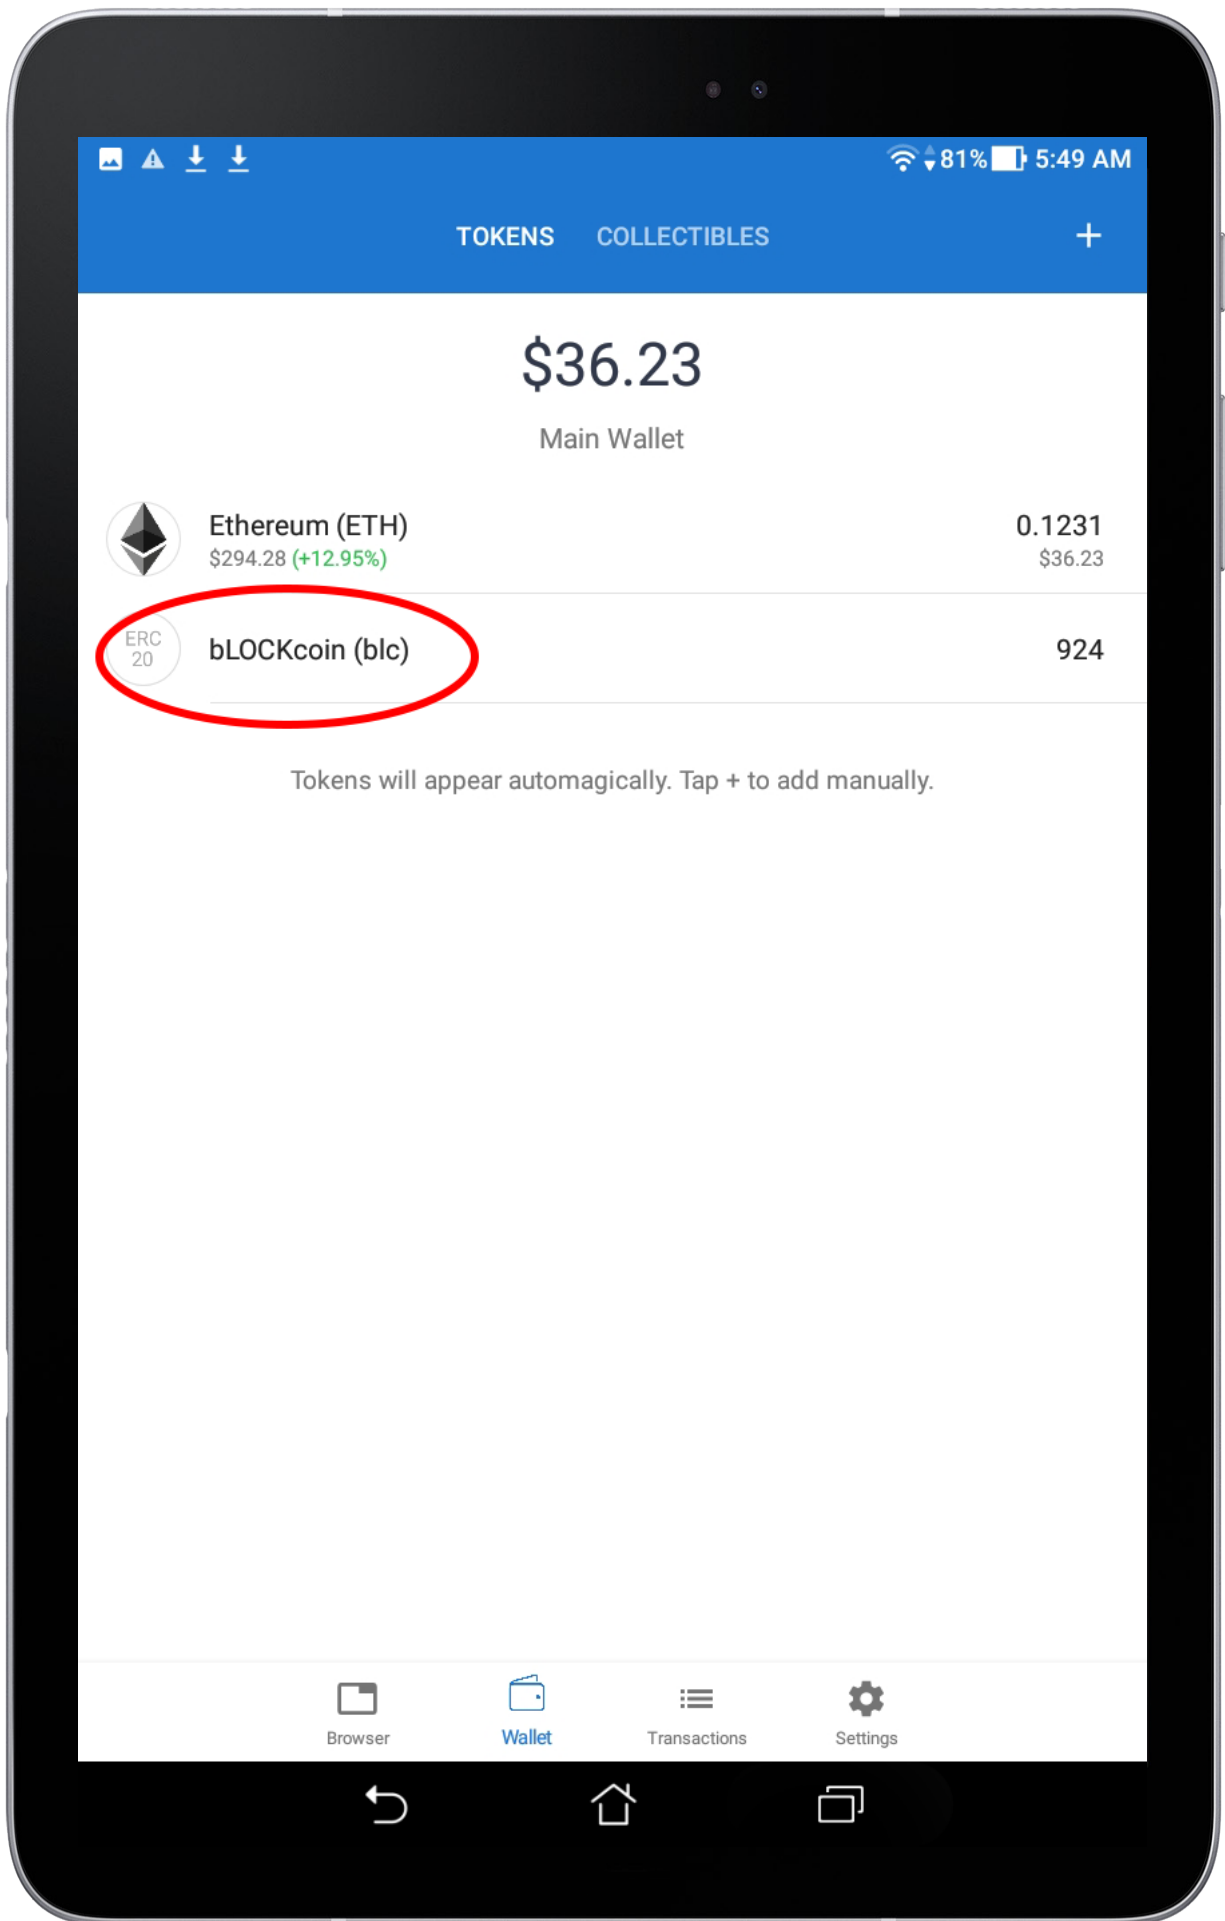 81% 5:49 AM
TOKENS COLLECTIBLES +
$36.23
Main Wallet
Ethereum (ETH) 0.1231
$294.28 (+12.95%) $36.23
ERC
20
bLOCKcoin (blc) 924
Tokens will appear automagically. Tap + to add manually.
Browser Wallet Transactions Settings